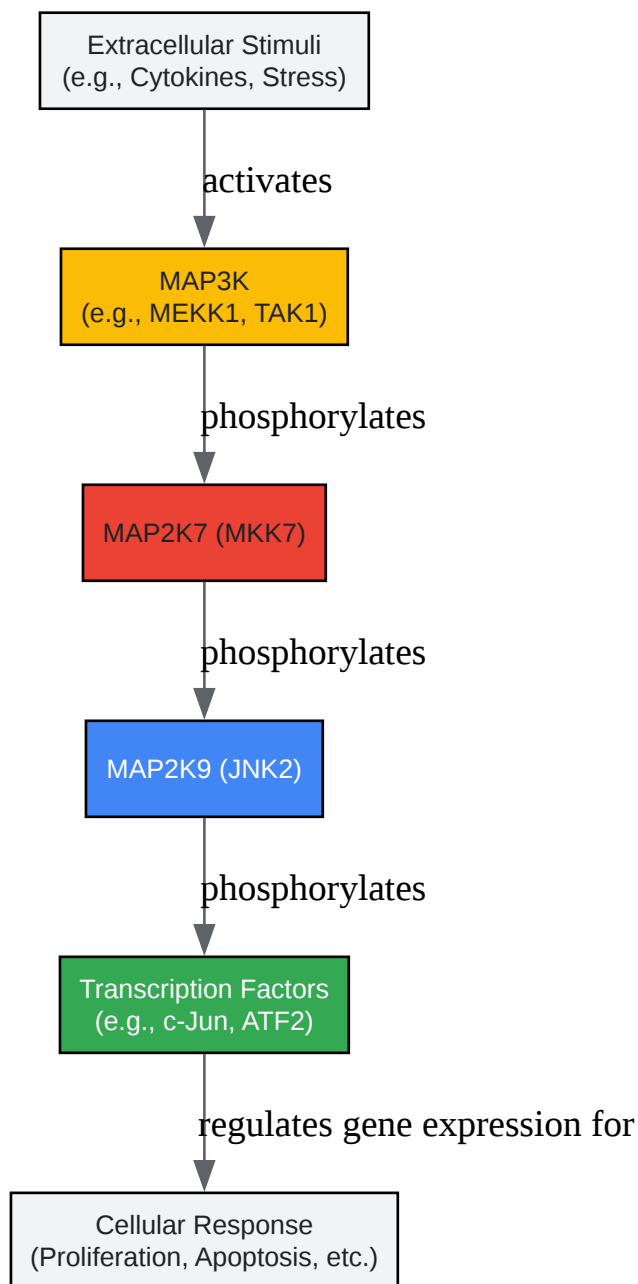 Extracellular Stimuli
(e.g., Cytokines, Stress)
activates
MAP3K
(e.g., MEKK1, TAK1)
phosphorylates
MAP2K7 (MKK7)
phosphorylates
MAP2K9 (JNK2)
phosphorylates
Transcription Factors
(e.g., c-Jun, ATF2)
regulates gene expression for
Cellular Response
(Proliferation, Apoptosis, etc.)